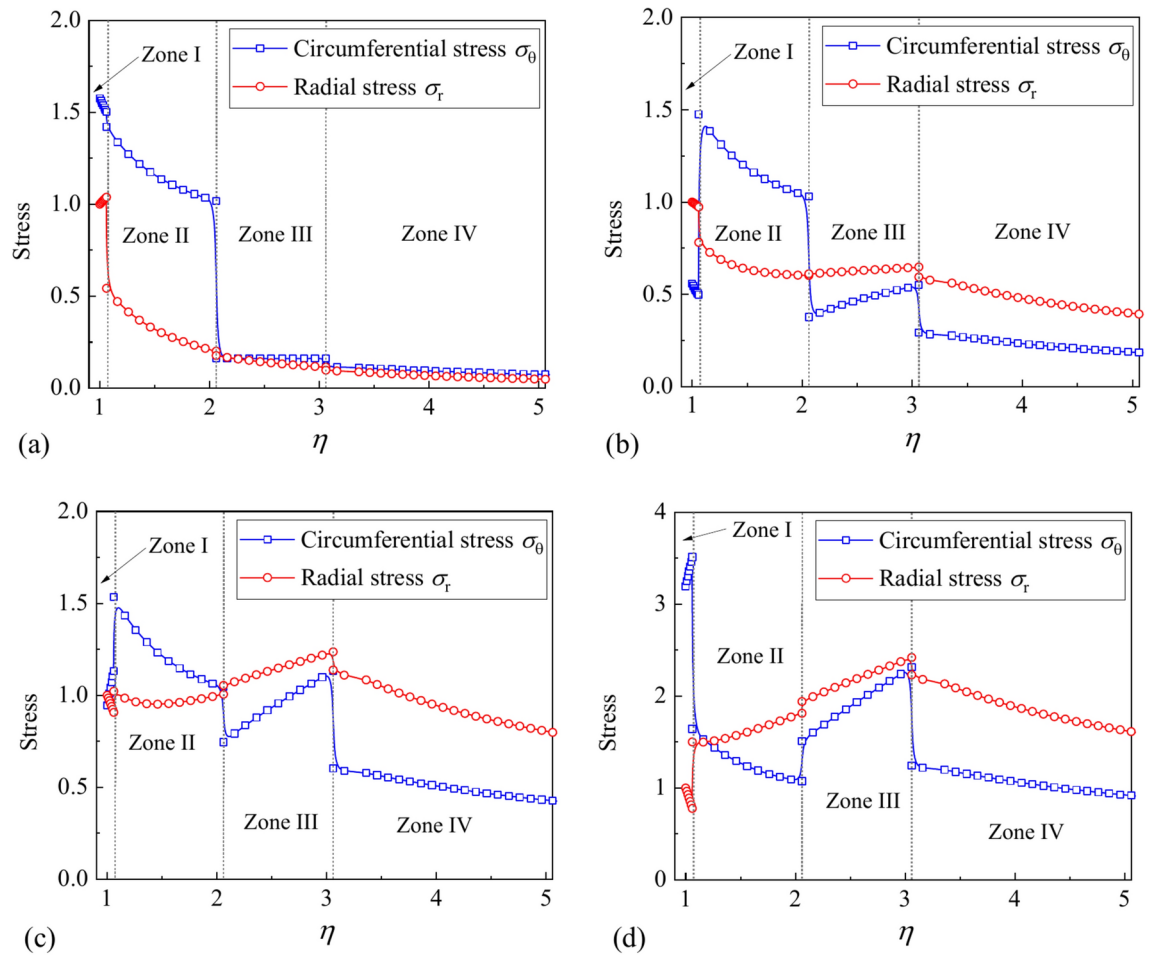 2.0
1.5
1.0
0.5
0.0
Stress
Zone I
Circumferential stress σθ
Radial stress σr
Zone II
Zone III
Zone IV
1 2 3 4 5
(a)
η
2.0
1.5
1.0
0.5
0.0
Stress
Zone I
Circumferential stress σθ
Radial stress σr
Zone II
Zone III
Zone IV
1 2 3 4 5
(b)
η
2.0
1.5
1.0
0.5
0.0
Stress
Zone I
Circumferential stress σθ
Radial stress σr
Zone II
Zone III
Zone IV
1 2 3 4 5
(c)
η
4
3
2
1
0
Stress
Zone I
Circumferential stress σθ
Radial stress σr
Zone II
Zone III
Zone IV
1 2 3 4 5
(d)
η